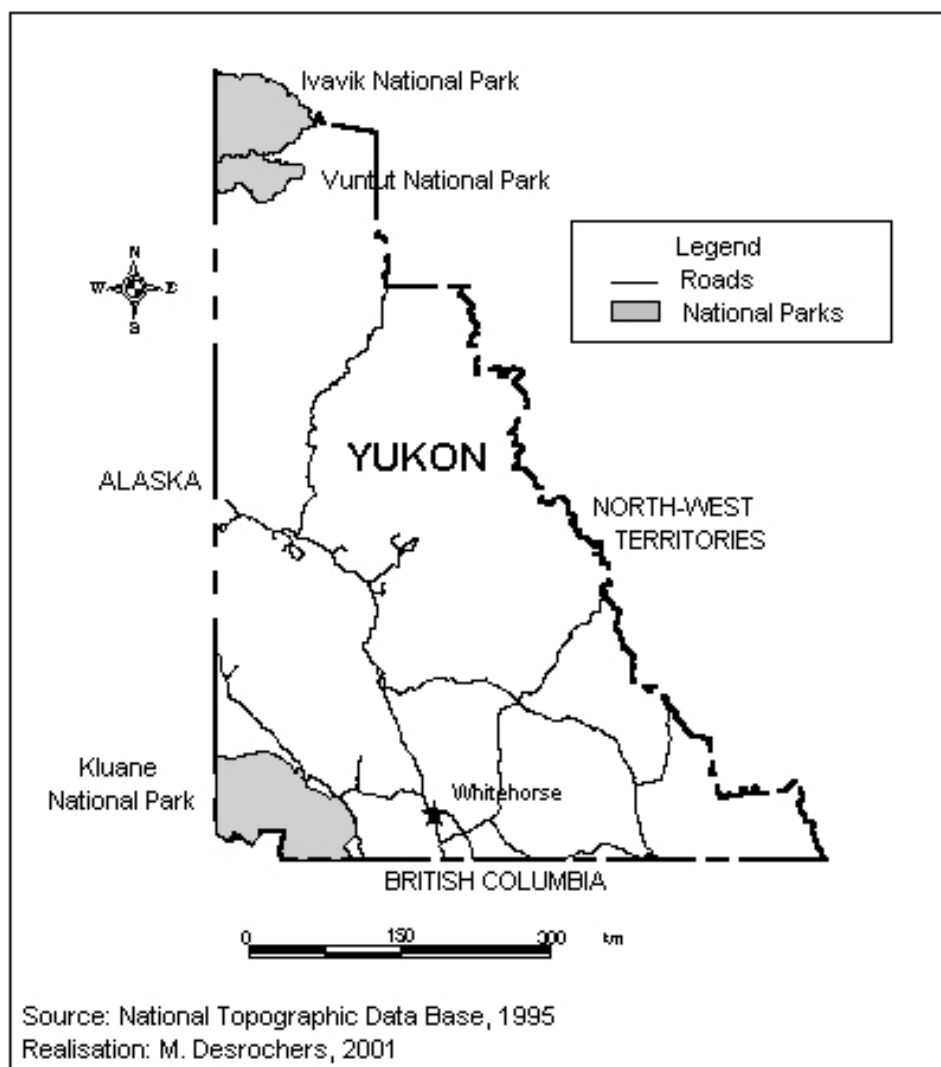 Ivavik National Park
Vuntut National Park
N
W E
S
Legend
Roads
National Parks
YUKON
ALASKA
NORTH-WEST
TERRITORIES
Kluane
National Park
Whitehorse
BRITISH COLUMBIA
0 150 300 km
Source: National Topographic Data Base, 1995
Realisation: M. Desrochers, 2001